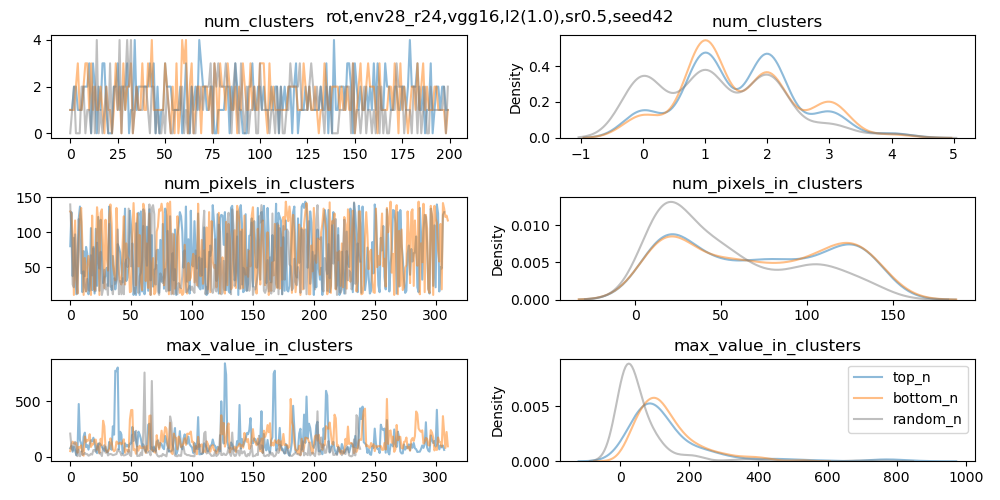 rot,env28_r24,vgg16,l2(1.0),sr0.5,seed42
num_clusters
4
2
0
0 25 50 75 100 125 150 175 200
num_clusters
Density
0.4
0.2
0.0
−1 0 1 2 3 4 5
num_pixels_in_clusters
150
100
50
0 50 100 150 200 250 300
num_pixels_in_clusters
Density
0.010
0.005
0.000
0 50 100 150
max_value_in_clusters
500
0
0 50 100 150 200 250 300
max_value_in_clusters
Density
0.005
0.000
0 200 400 600 800 1000
top_n
bottom_n
random_n